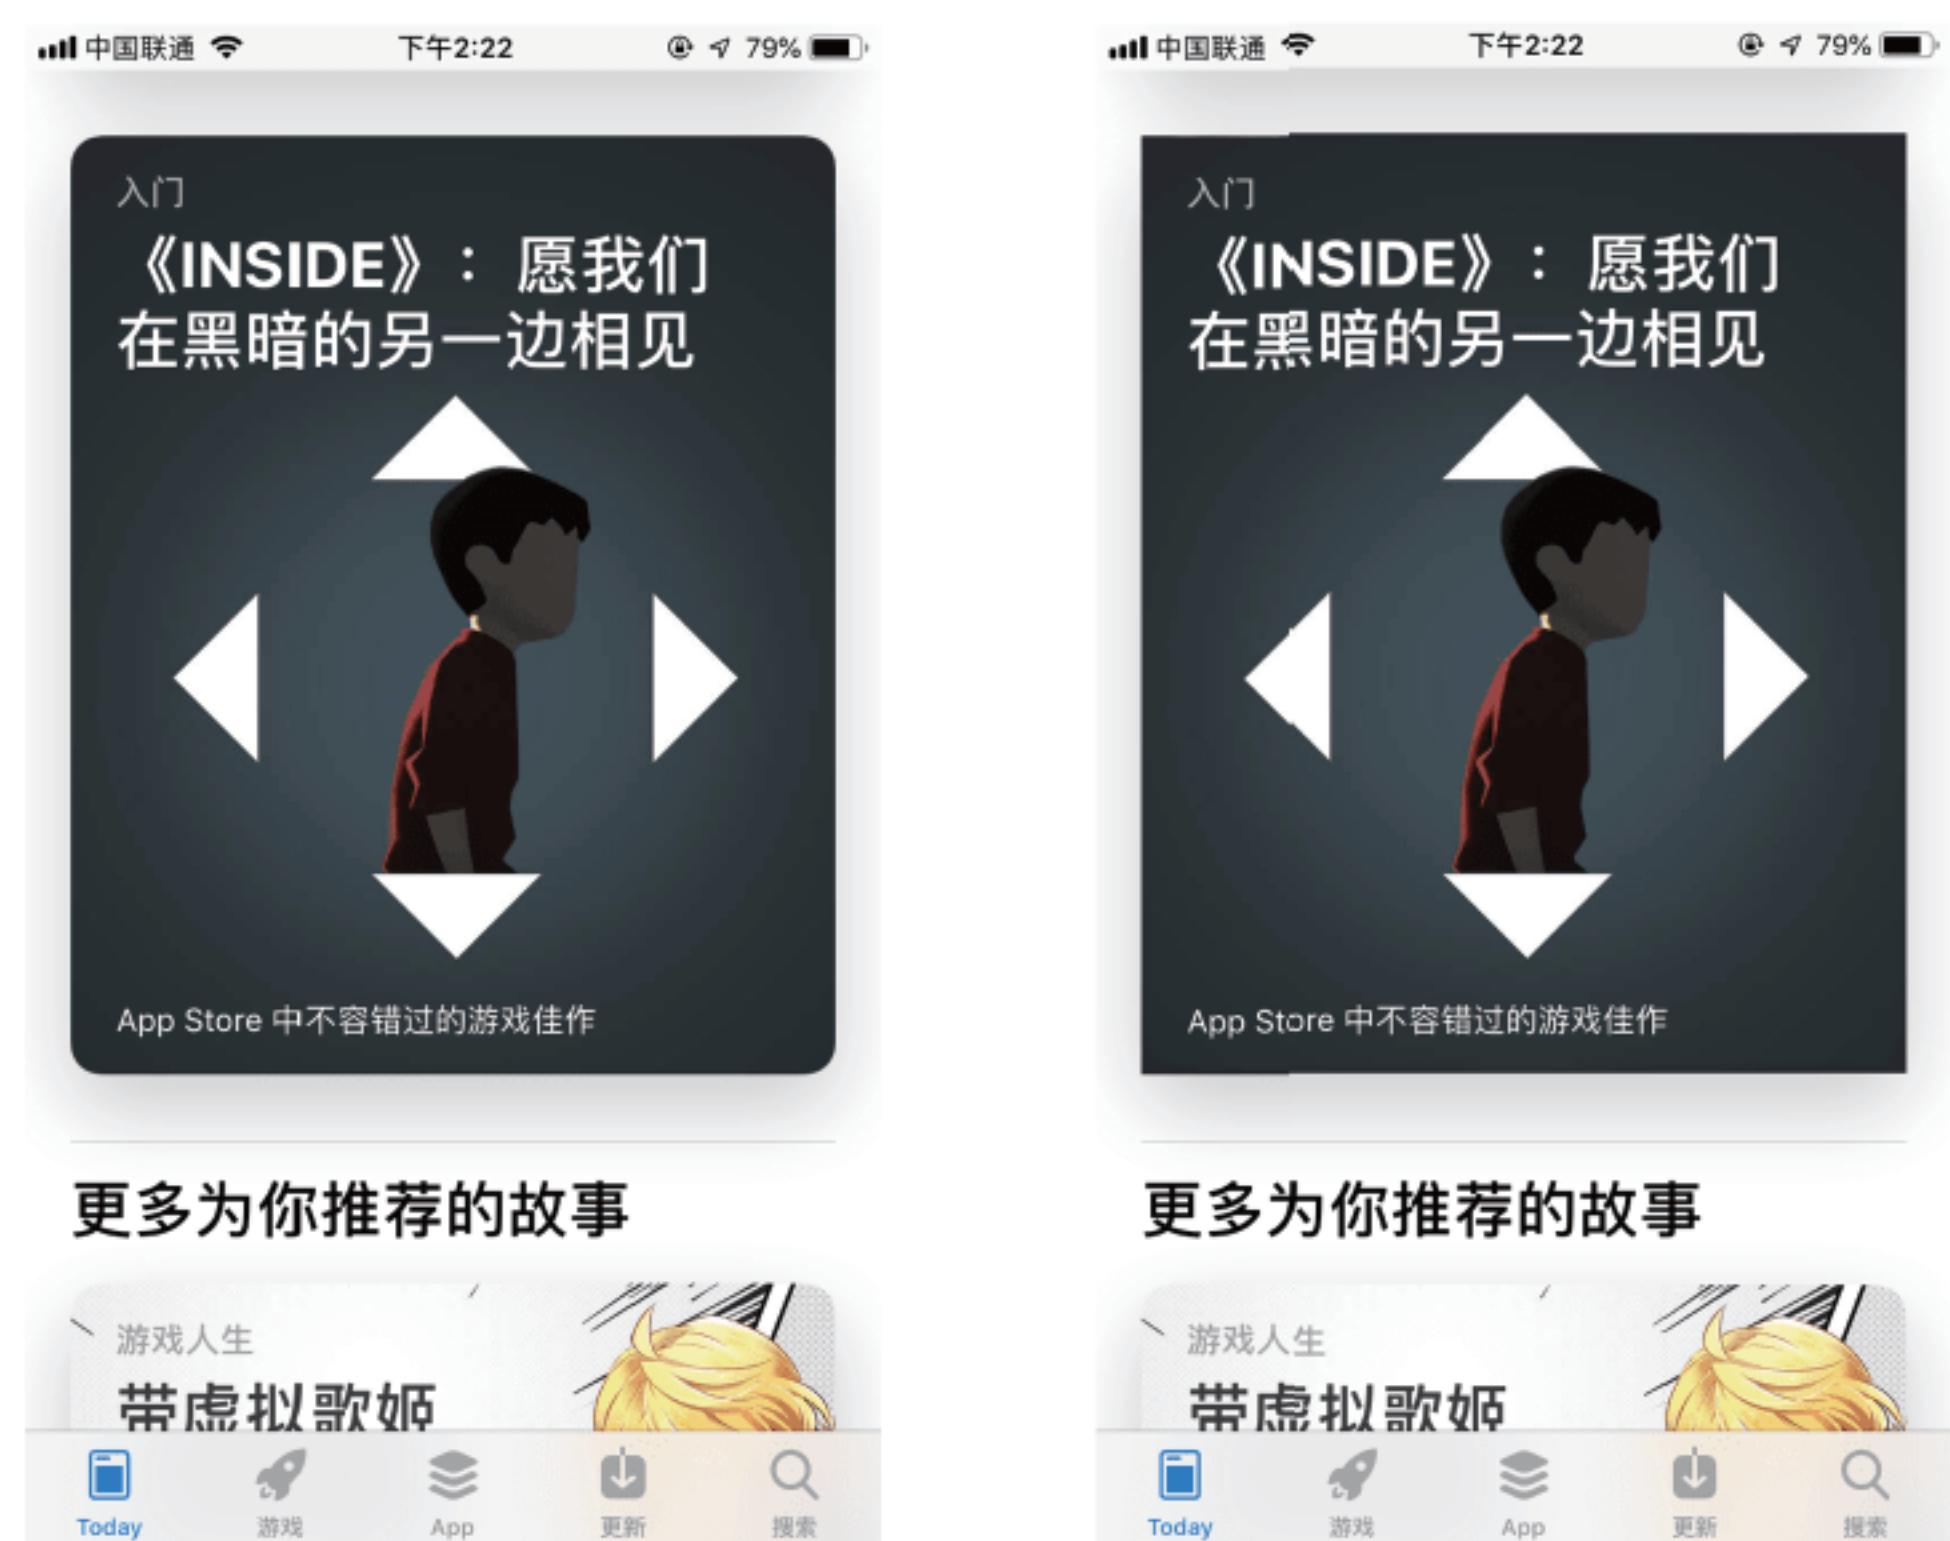 中国联通 下午2:22 79%
入门
《INSIDE》：愿我们
在黑暗的另一边相见
App Store 中不容错过的游戏佳作
更多为你推荐的故事
游戏人生
带虚拟歌姬
Today 游戏 App 更新 搜索
中国联通 下午2:22 79%
入门
《INSIDE》：愿我们
在黑暗的另一边相见
App Store 中不容错过的游戏佳作
更多为你推荐的故事
游戏人生
带虚拟歌姬
Today 游戏 App 更新 搜索